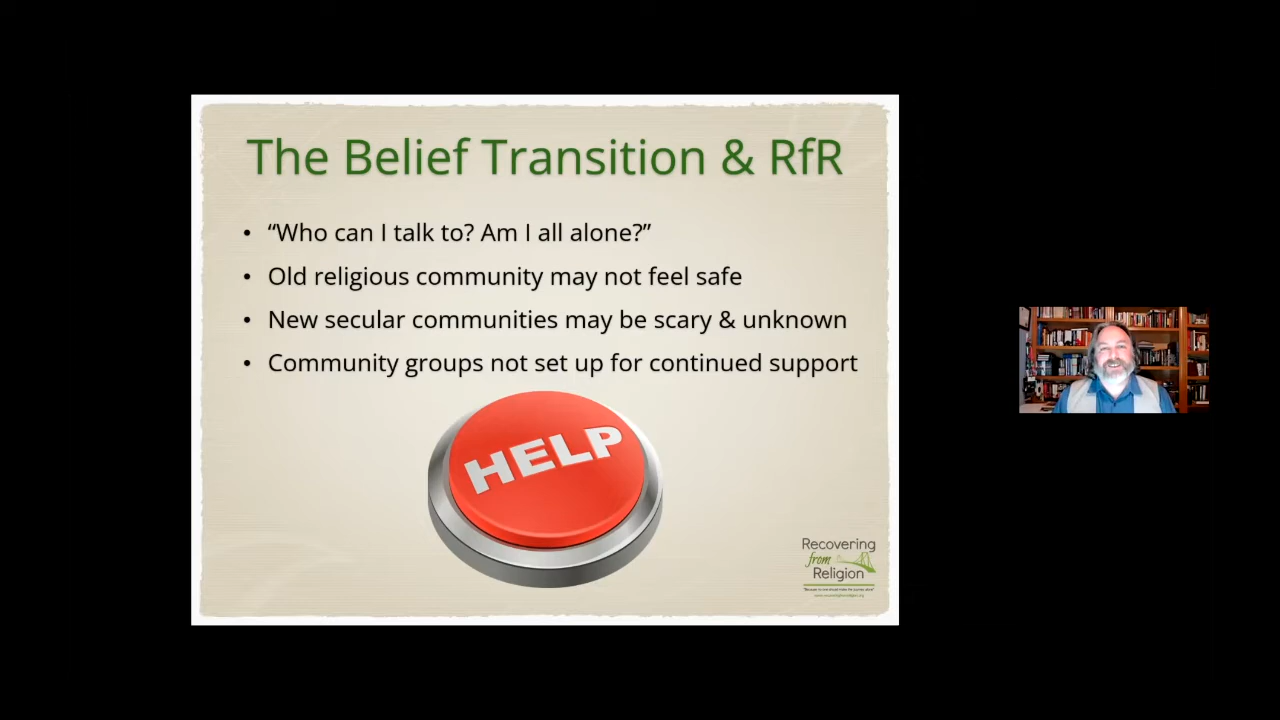 The Belief Transition & RfR
• “Who can I talk to? Am I all alone?”
• Old religious community may not feel safe
• New secular communities may be scary & unknown
• Community groups not set up for continued support
HELP
Recovering
from
Religion